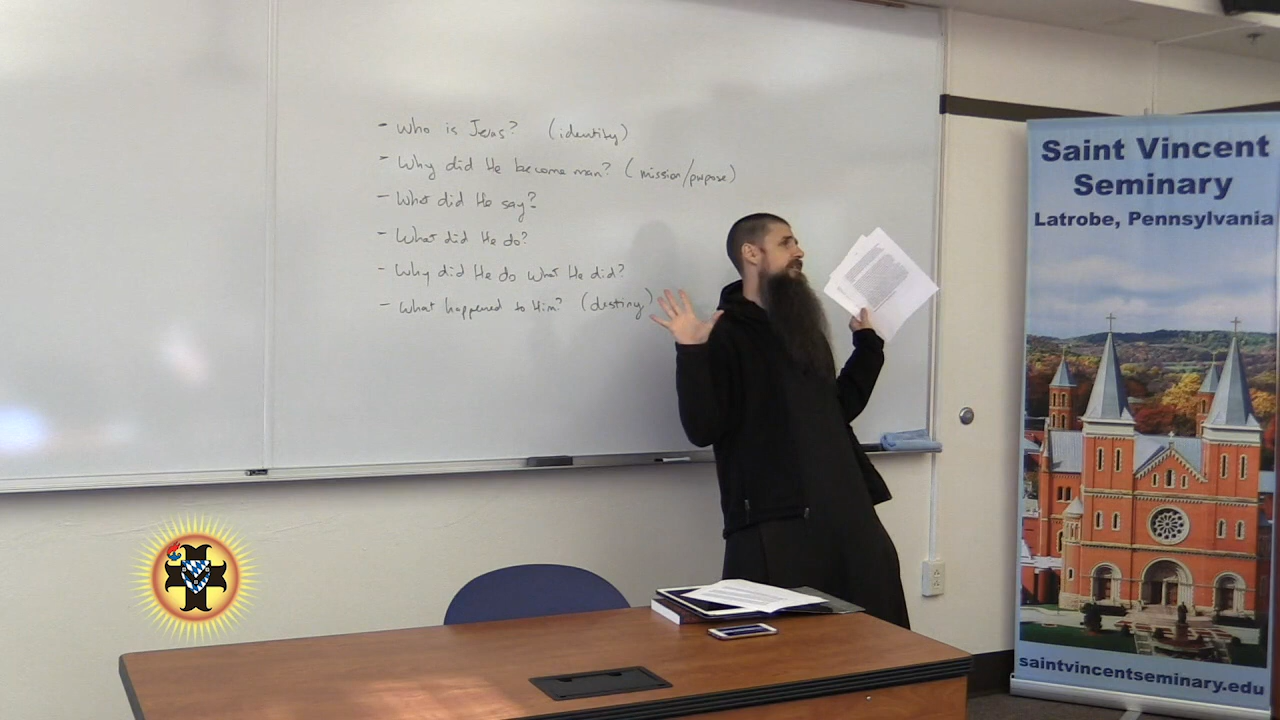 - Who is Jesus? (identity)
- Why did He become man? (mission/purpose)
- What did He say?
- What did He do?
- Why did He do what He did?
- What happened to Him? (destiny)
Saint Vincent
Seminary
Latrobe, Pennsylvania
saintvincentseminary.edu